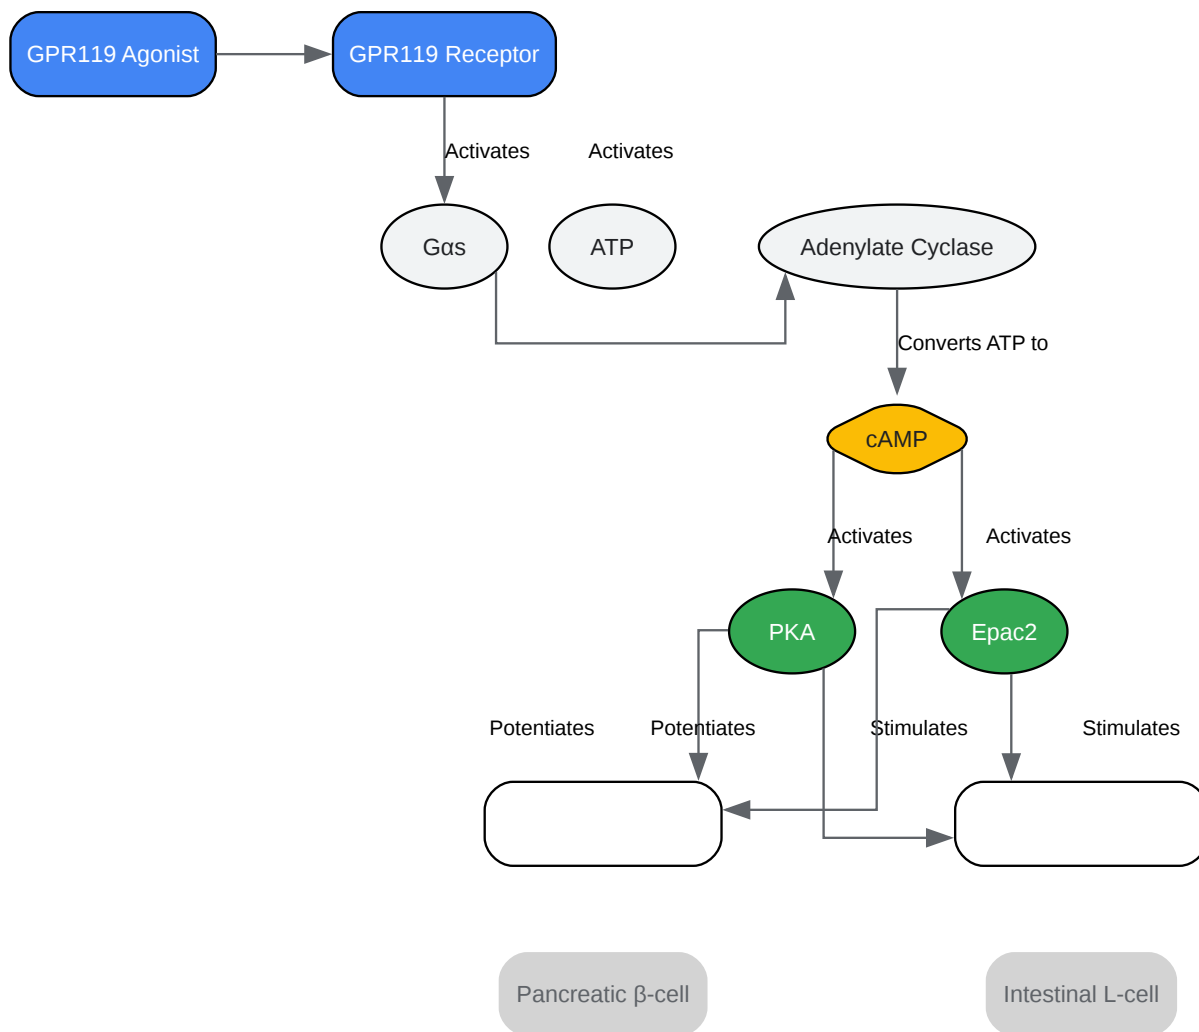 GPR119 Agonist
GPR119 Receptor
Activates
Activates
Gαs
ATP
Adenylate Cyclase
Converts ATP to
cAMP
Activates
Activates
PKA
Epac2
Potentiates
Potentiates
Stimulates
Stimulates
Pancreatic β-cell
Intestinal L-cell